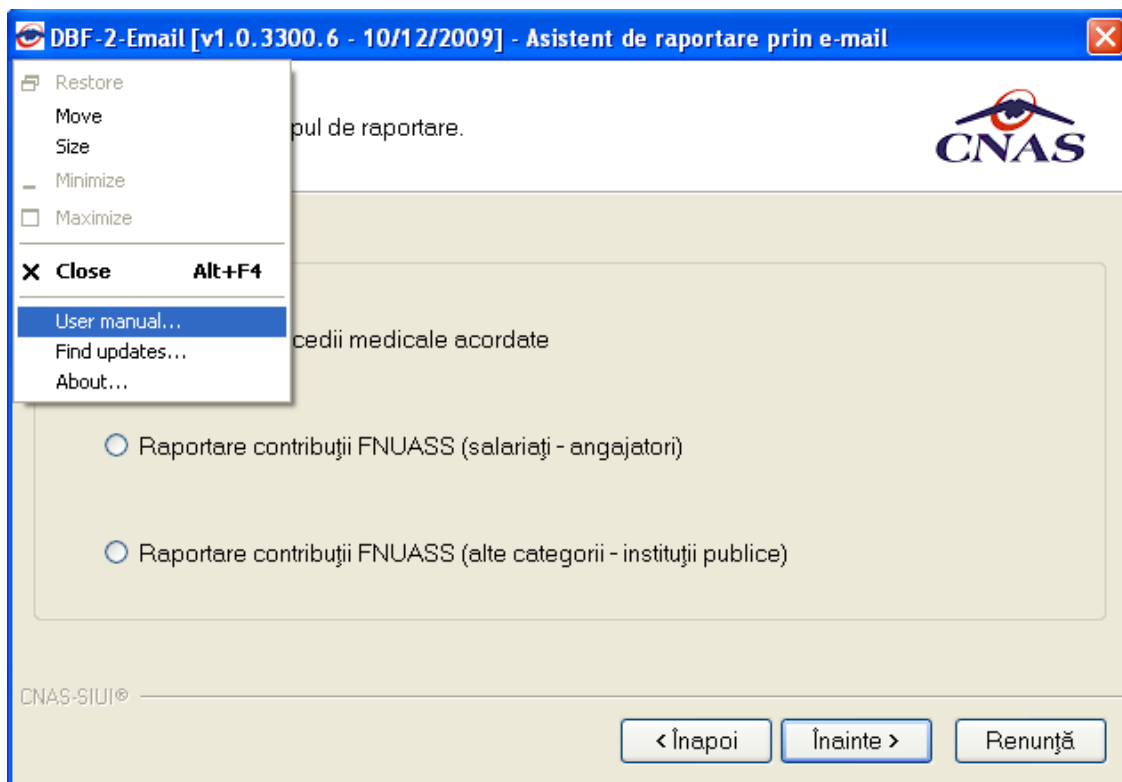 DBF-2-Email [v1.0.3300.6 - 10/12/2009] - Asistent de raportare prin e-mail
Restore
Move
Size
Minimize
Maximize
Close Alt+F4
User manual...
Find updates...
About...
pul de raportare.
CNAS
cedii medicale acordate
Raportare contribuţii FNUASS (salariaţi - angajatori)
Raportare contribuţii FNUASS (alte categorii - instituţii publice)
CNAS-SIUI®
< Înapoi
Înainte >
Renunţă